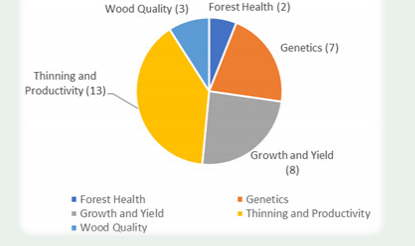 Wood Quality (3)
Forest Health (2)
Genetics (7)
Thinning and
Productivity (13)
Growth and Yield
(8)
Forest Health
Genetics
Growth and Yield
Thinning and Productivity
Wood Quality